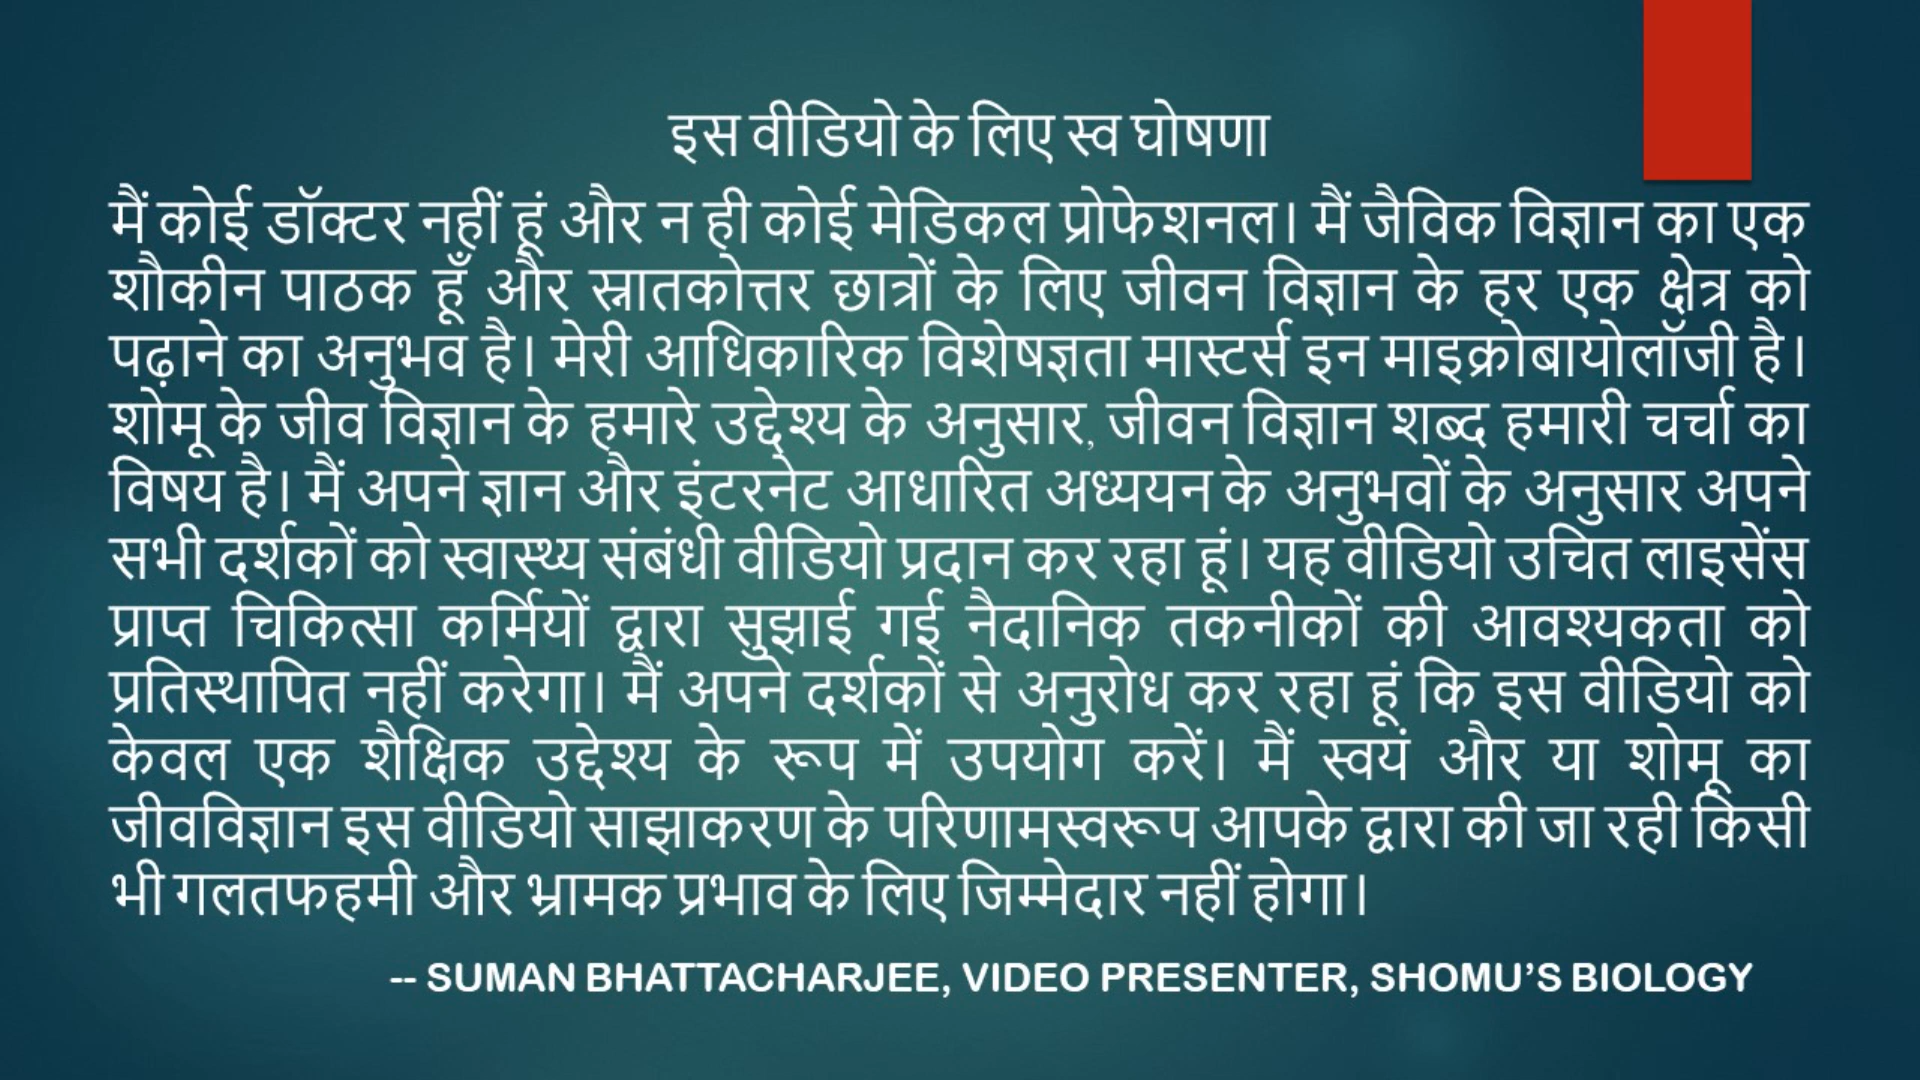 इस वीडियो के लिए स्व घोषणा
मैं कोई डॉक्टर नहीं हूं और न ही कोई मेडिकल प्रोफेशनल। मैं जैविक विज्ञान का एक
शौकीन पाठक हूँ और स्नातकोत्तर छात्रों के लिए जीवन विज्ञान के हर एक क्षेत्र को
पढ़ाने का अनुभव है। मेरी आधिकारिक विशेषज्ञता मास्टर्स इन माइक्रोबायोलॉजी है।
शोमू के जीव विज्ञान के हमारे उद्देश्य के अनुसार, जीवन विज्ञान शब्द हमारी चर्चा का
विषय है। मैं अपने ज्ञान और इंटरनेट आधारित अध्ययन के अनुभवों के अनुसार अपने
सभी दर्शकों को स्वास्थ्य संबंधी वीडियो प्रदान कर रहा हूं। यह वीडियो उचित लाइसेंस
प्राप्त चिकित्सा कर्मियों द्वारा सुझाई गई नैदानिक तकनीकों की आवश्यकता को
प्रतिस्थापित नहीं करेगा। मैं अपने दर्शकों से अनुरोध कर रहा हूं कि इस वीडियो को
केवल एक शैक्षिक उद्देश्य के रूप में उपयोग करें। मैं स्वयं और या शोमू का
जीवविज्ञान इस वीडियो साझाकरण के परिणामस्वरूप आपके द्वारा की जा रही किसी
भी गलतफहमी और भ्रामक प्रभाव के लिए जिम्मेदार नहीं होगा।
-- SUMAN BHATTACHARJEE, VIDEO PRESENTER, SHOMU’S BIOLOGY